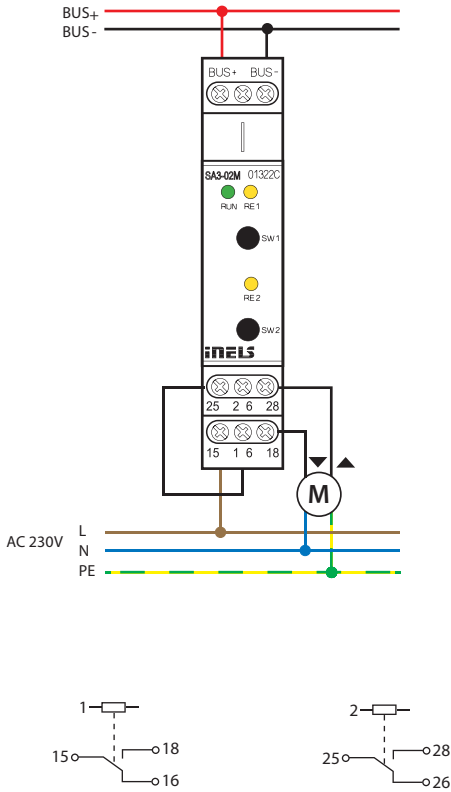 BUS+
BUS-
BUS+ BUS-
SA3-02M 01322C
RUN RE1
SW1
RE2
SW2
iNELS
25 2 6 28
15 1 6 18
M
AC 230V
L
N
PE
1
15
18
16
2
25
28
26